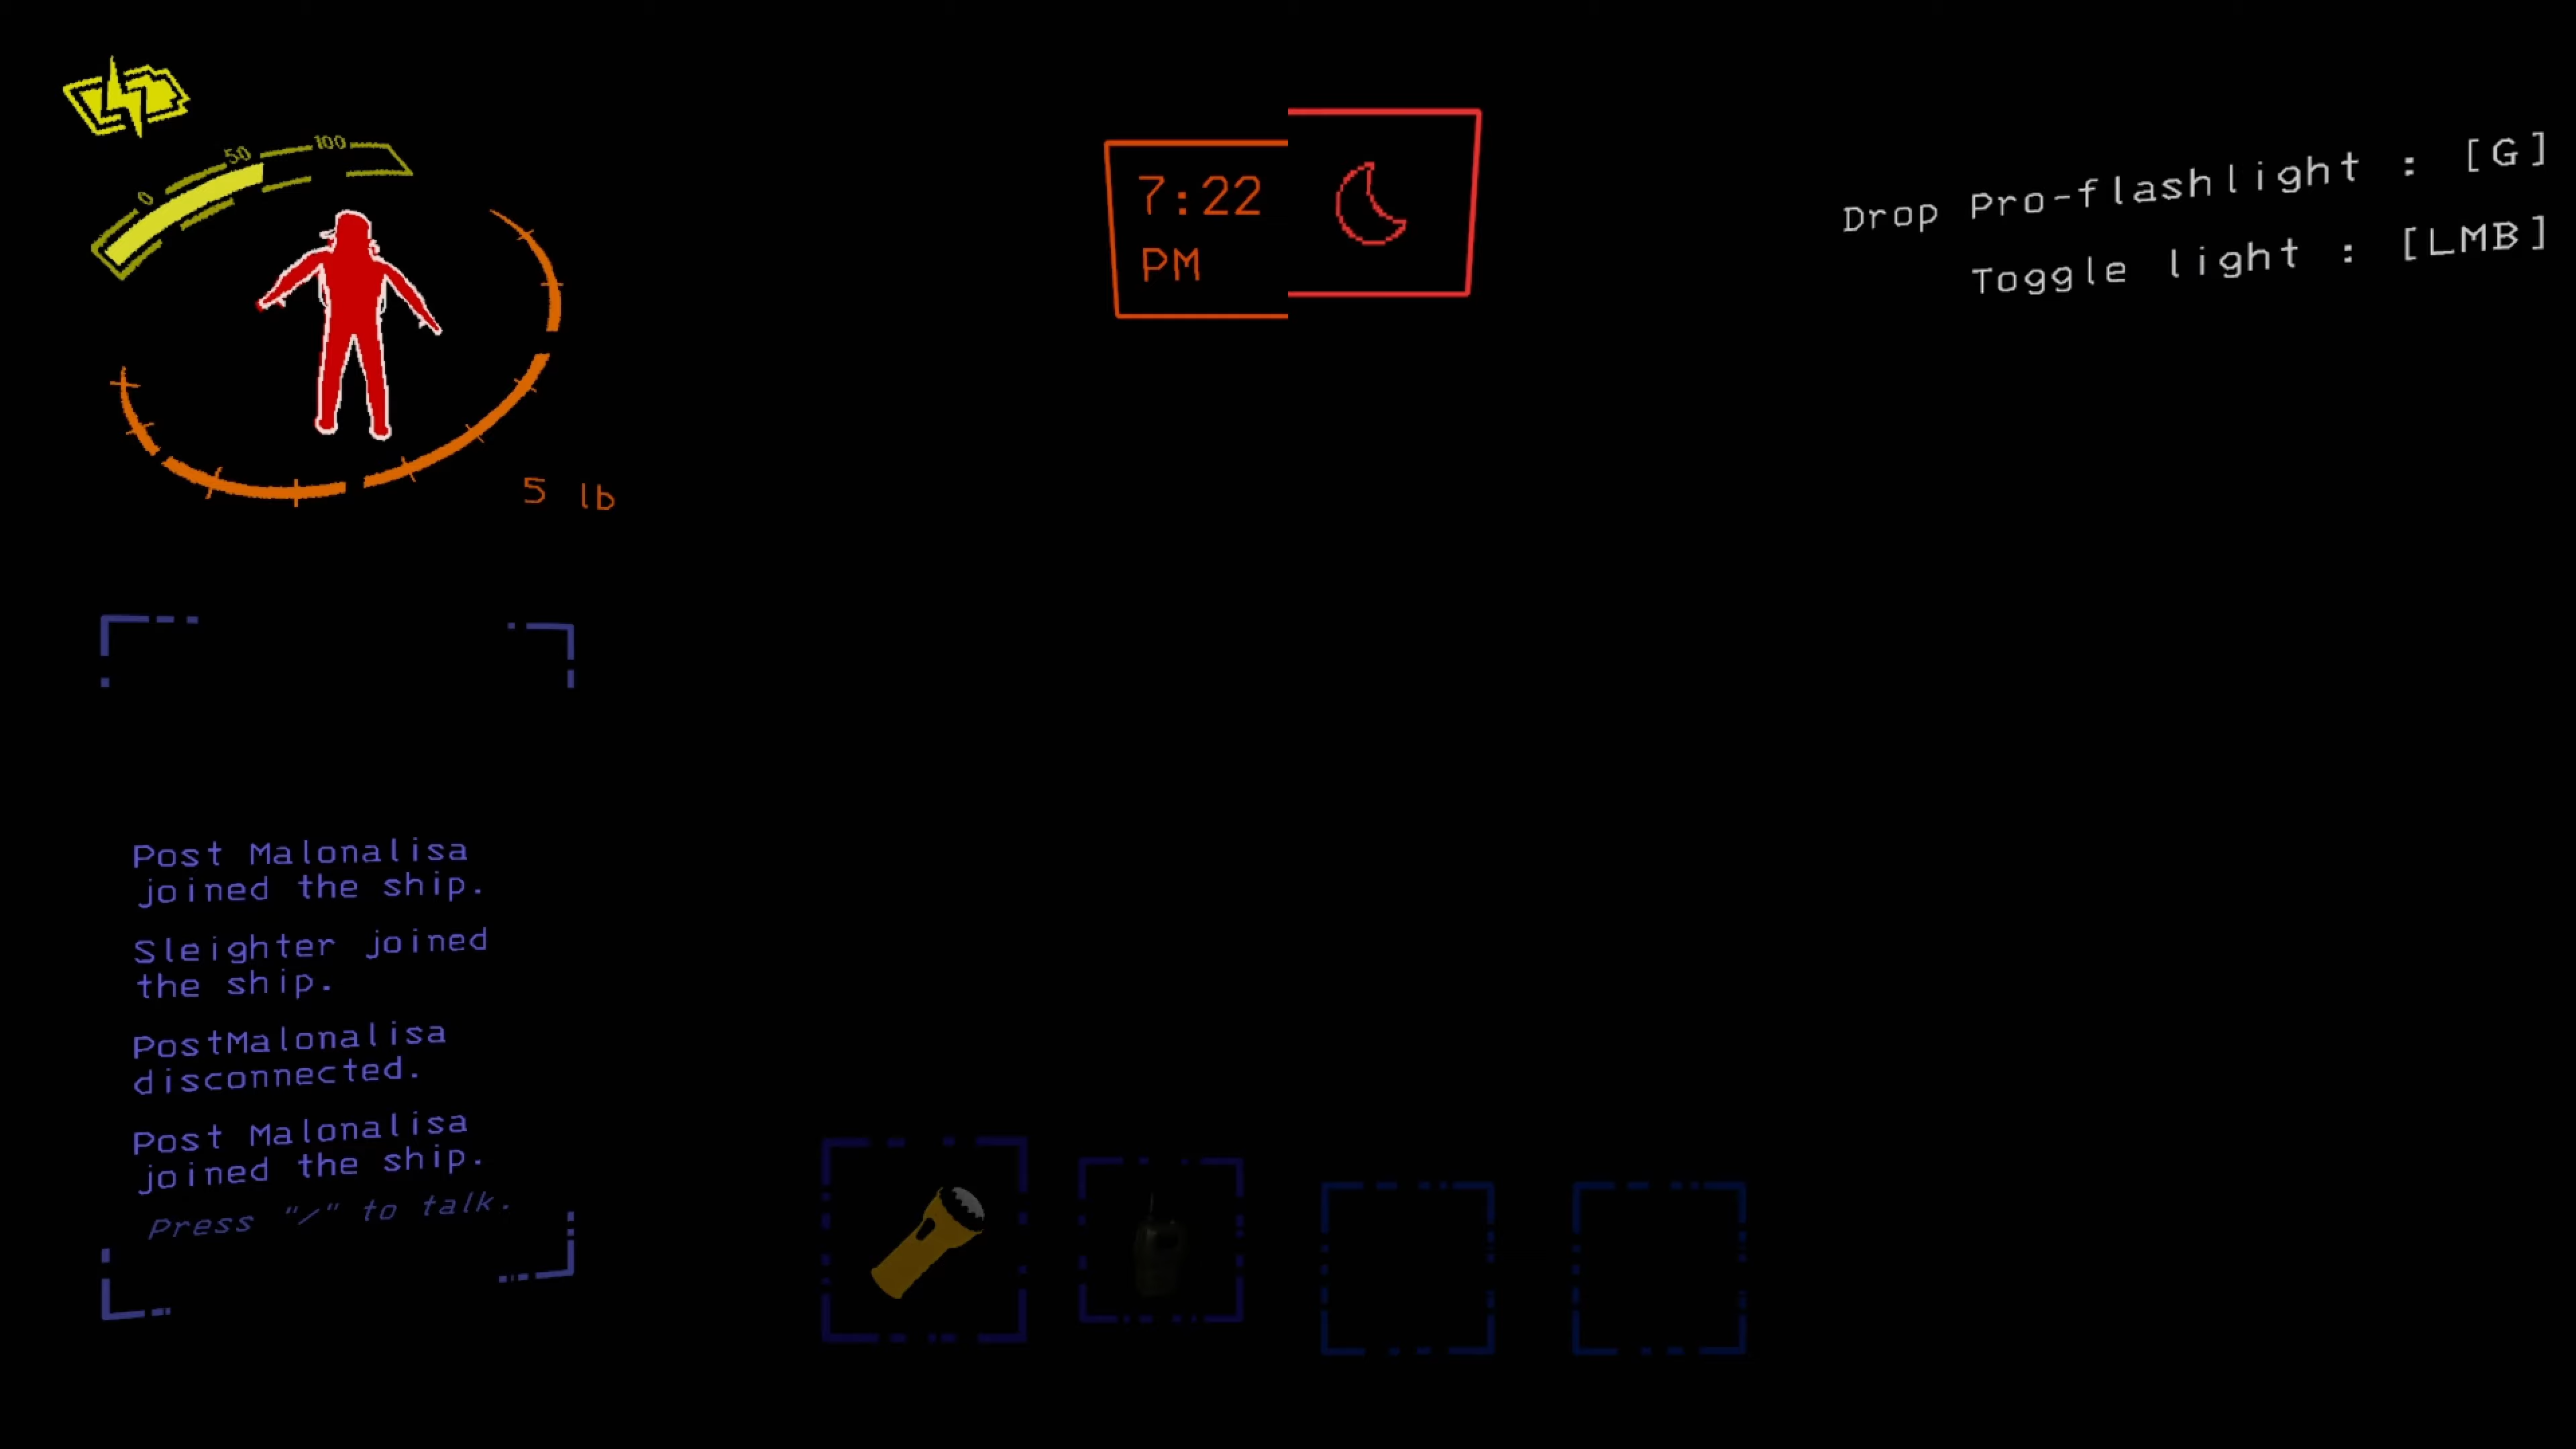 0 50 100
7:22
PM
Drop Pro-flashlight : [G]
Toggle light : [LMB]
5 lb
Post Malonalisa
joined the ship.
Sleighter joined
the ship.
PostMalonalisa
disconnected.
Post Malonalisa
joined the ship.
Press "/" to talk.